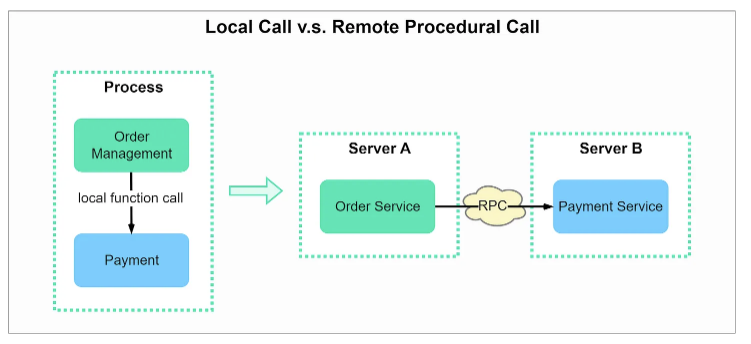 Local Call v.s. Remote Procedural Call
Process
Order
Management
local function call
Payment
Server A
Order Service
RPC
Server B
Payment Service